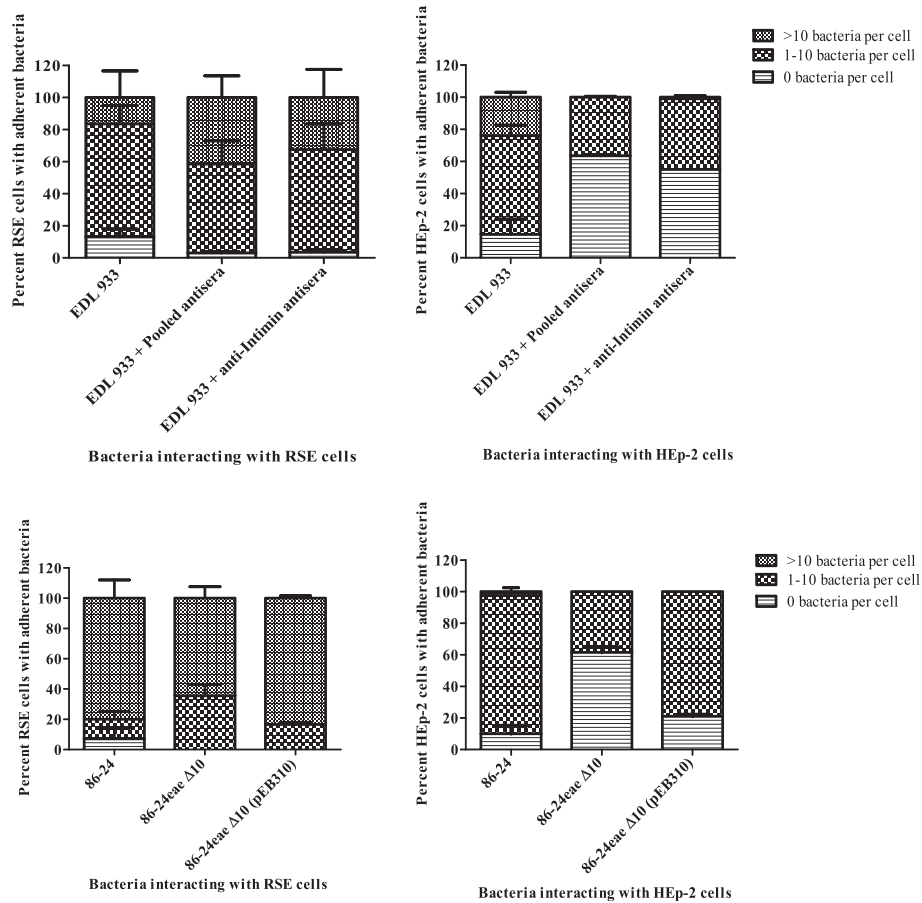 Percent RSE cells with adherent bacteria
120
100
80
60
40
20
0
EDL 933
EDL 933 + Pooled antisera
EDL 933 + anti-Intimin antisera
Bacteria interacting with RSE cells
Percent HEp-2 cells with adherent bacteria
120
100
80
60
40
20
0
EDL 933
EDL 933 + Pooled antisera
EDL 933 + anti-Intimin antisera
Bacteria interacting with HEp-2 cells
>10 bacteria per cell
1-10 bacteria per cell
0 bacteria per cell
Percent RSE cells with adherent bacteria
120
100
80
60
40
20
0
86-24
86-24eae Δ10
86-24eae Δ10 (pEB310)
Bacteria interacting with RSE cells
Percent HEp-2 cells with adherent bacteria
120
100
80
60
40
20
0
86-24
86-24eae Δ10
86-24eae Δ10 (pEB310)
Bacteria interacting with HEp-2 cells
>10 bacteria per cell
1-10 bacteria per cell
0 bacteria per cell